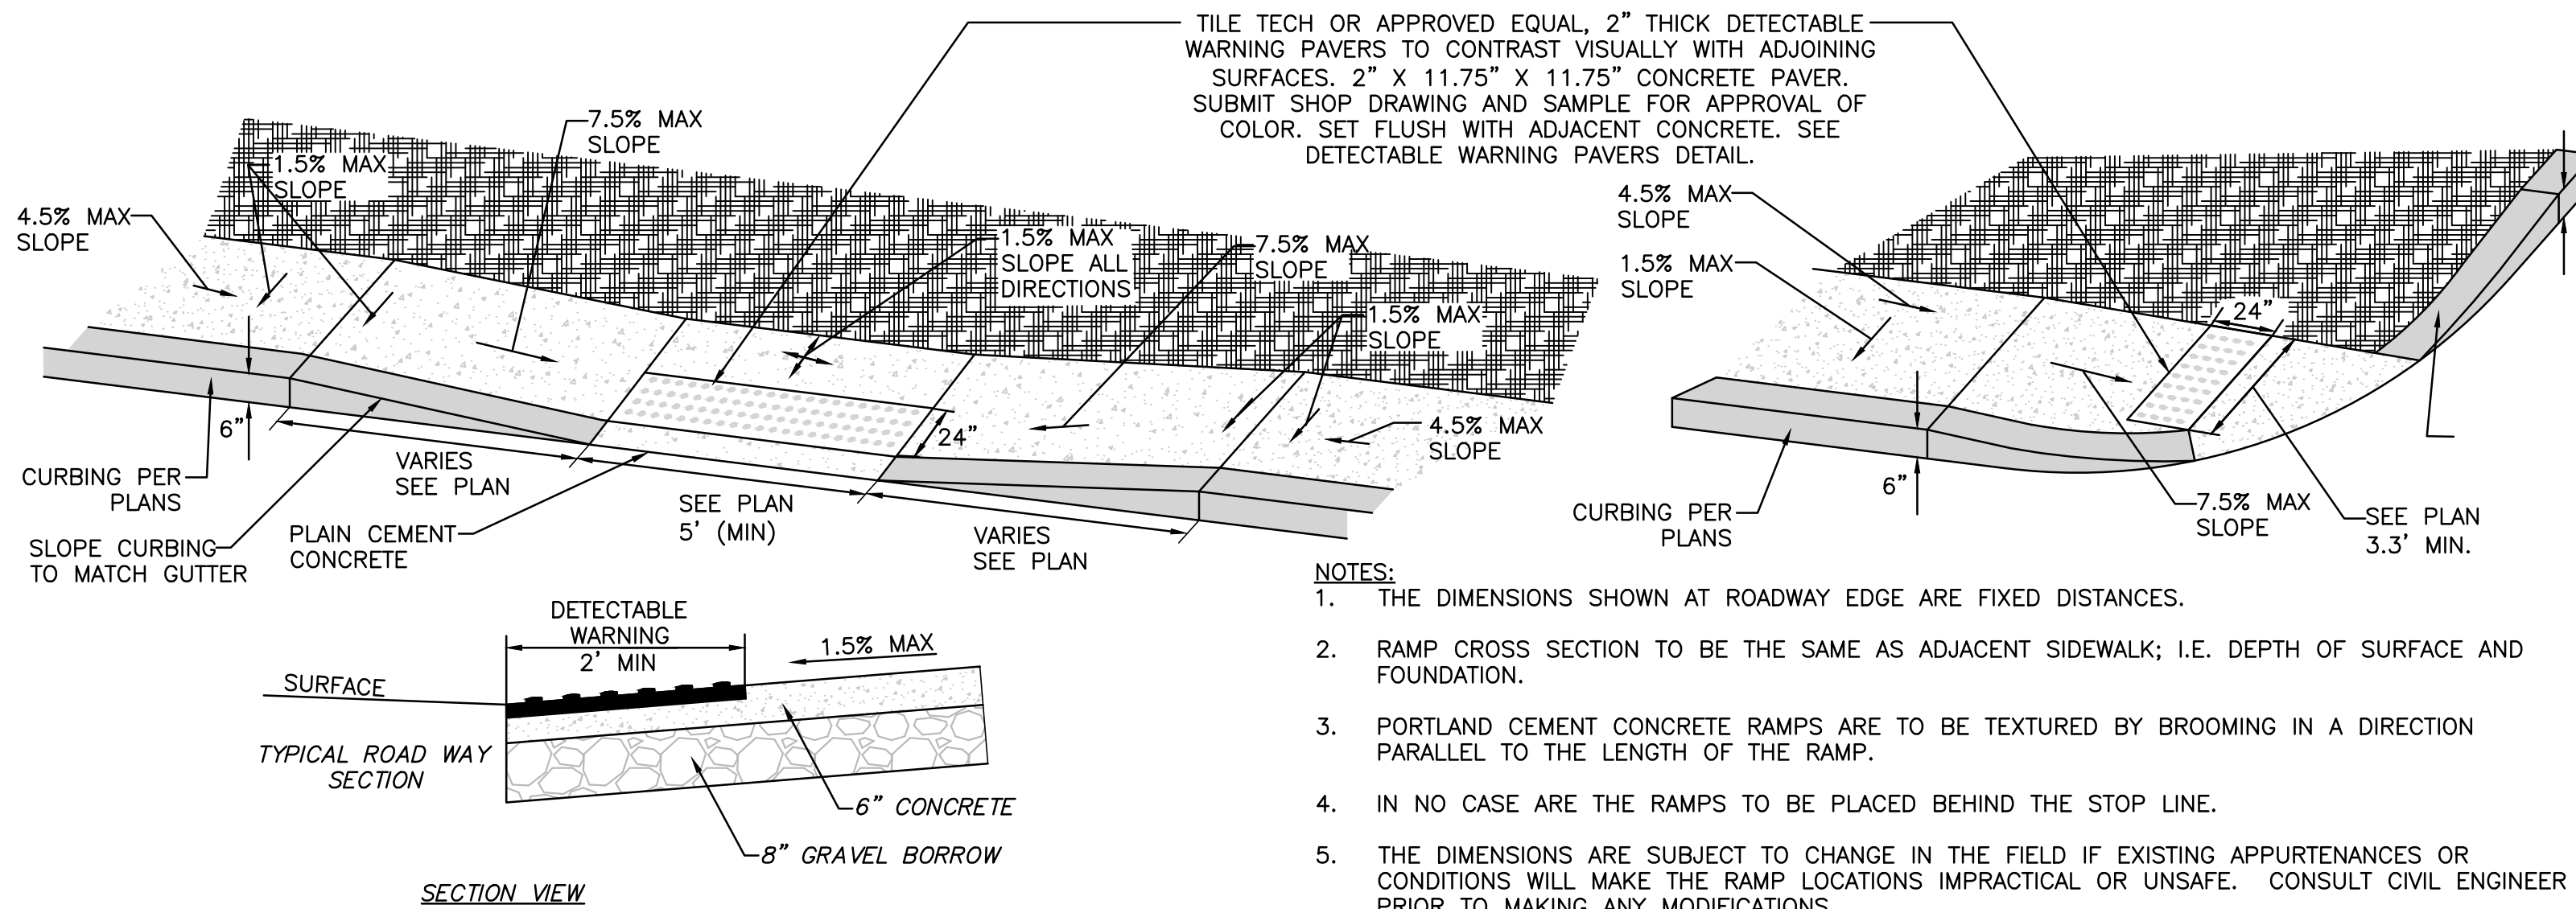 TILE TECH OR APPROVED EQUAL, 2" THICK DETECTABLE
WARNING PAVERS TO CONTRAST VISUALLY WITH ADJOINING
SURFACES. 2" X 11.75" X 11.75" CONCRETE PAVER.
SUBMIT SHOP DRAWING AND SAMPLE FOR APPROVAL OF
COLOR. SET FLUSH WITH ADJACENT CONCRETE. SEE
DETECTABLE WARNING PAVERS DETAIL.
7.5% MAX
SLOPE
1.5% MAX
SLOPE
4.5% MAX
SLOPE
1.5% MAX
SLOPE ALL
DIRECTIONS
7.5% MAX
SLOPE
1.5% MAX
SLOPE
4.5% MAX
SLOPE
24"
6"
CURBING PER
PLANS
VARIES
SEE PLAN
SLOPE CURBING
TO MATCH GUTTER
PLAIN CEMENT
CONCRETE
SEE PLAN
5' (MIN)
VARIES
SEE PLAN
4.5% MAX
SLOPE
1.5% MAX
SLOPE
24"
6"
CURBING PER
PLANS
7.5% MAX
SLOPE
SEE PLAN
3.3' MIN.
DETECTABLE
WARNING
2' MIN
1.5% MAX
SURFACE
TYPICAL ROAD WAY
SECTION
6" CONCRETE
8" GRAVEL BORROW
SECTION VIEW
NOTES:
1. THE DIMENSIONS SHOWN AT ROADWAY EDGE ARE FIXED DISTANCES.
2. RAMP CROSS SECTION TO BE THE SAME AS ADJACENT SIDEWALK; I.E. DEPTH OF SURFACE AND
FOUNDATION.
3. PORTLAND CEMENT CONCRETE RAMPS ARE TO BE TEXTURED BY BROOMING IN A DIRECTION
PARALLEL TO THE LENGTH OF THE RAMP.
4. IN NO CASE ARE THE RAMPS TO BE PLACED BEHIND THE STOP LINE.
5. THE DIMENSIONS ARE SUBJECT TO CHANGE IN THE FIELD IF EXISTING APPURTENANCES OR
CONDITIONS WILL MAKE THE RAMP LOCATIONS IMPRACTICAL OR UNSAFE. CONSULT CIVIL ENGINEER
PRIOR TO MAKING ANY MODIFICATIONS